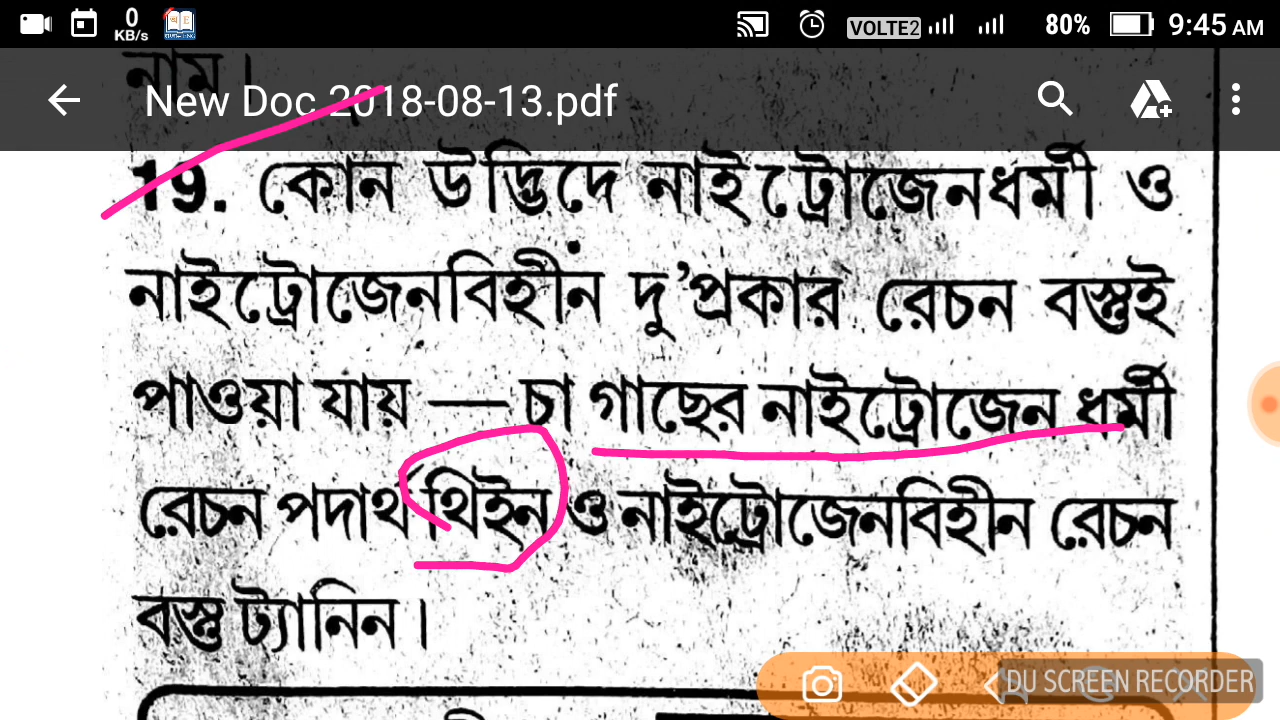 0 KB/s VOLTE2 80% 9:45 AM
নাম।
New Doc 2018-08-13.pdf
19. কোন উদ্ভিদে নাইট্রোজেনধর্মী ও
নাইট্রোজেনবিহীন দু'প্রকার রেচন বস্তুই
পাওয়া যায় — চা গাছের নাইট্রোজেন ধর্মী
রেচন পদার্থ থিইন ও নাইট্রোজেনবিহীন রেচন
বস্তু ট্যানিন।
DU SCREEN RECORDER